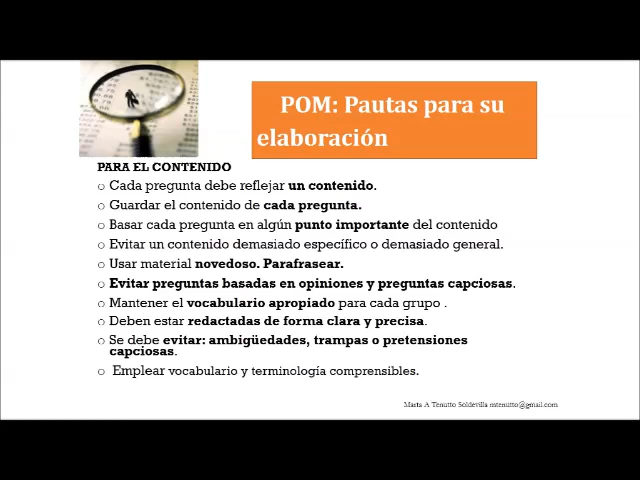 POM: Pautas para su
elaboración
PARA EL CONTENIDO
o Cada pregunta debe reflejar un contenido.
o Guardar el contenido de cada pregunta.
o Basar cada pregunta en algún punto importante del contenido
o Evitar un contenido demasiado específico o demasiado general.
o Usar material novedoso. Parafrasear.
o Evitar preguntas basadas en opiniones y preguntas capciosas.
o Mantener el vocabulario apropiado para cada grupo .
o Deben estar redactadas de forma clara y precisa.
o Se debe evitar: ambigüedades, trampas o pretensiones
capciosas.
o Emplear vocabulario y terminología comprensibles.
Marta A Tenutto Soldevilla mtenutto@gmail.com